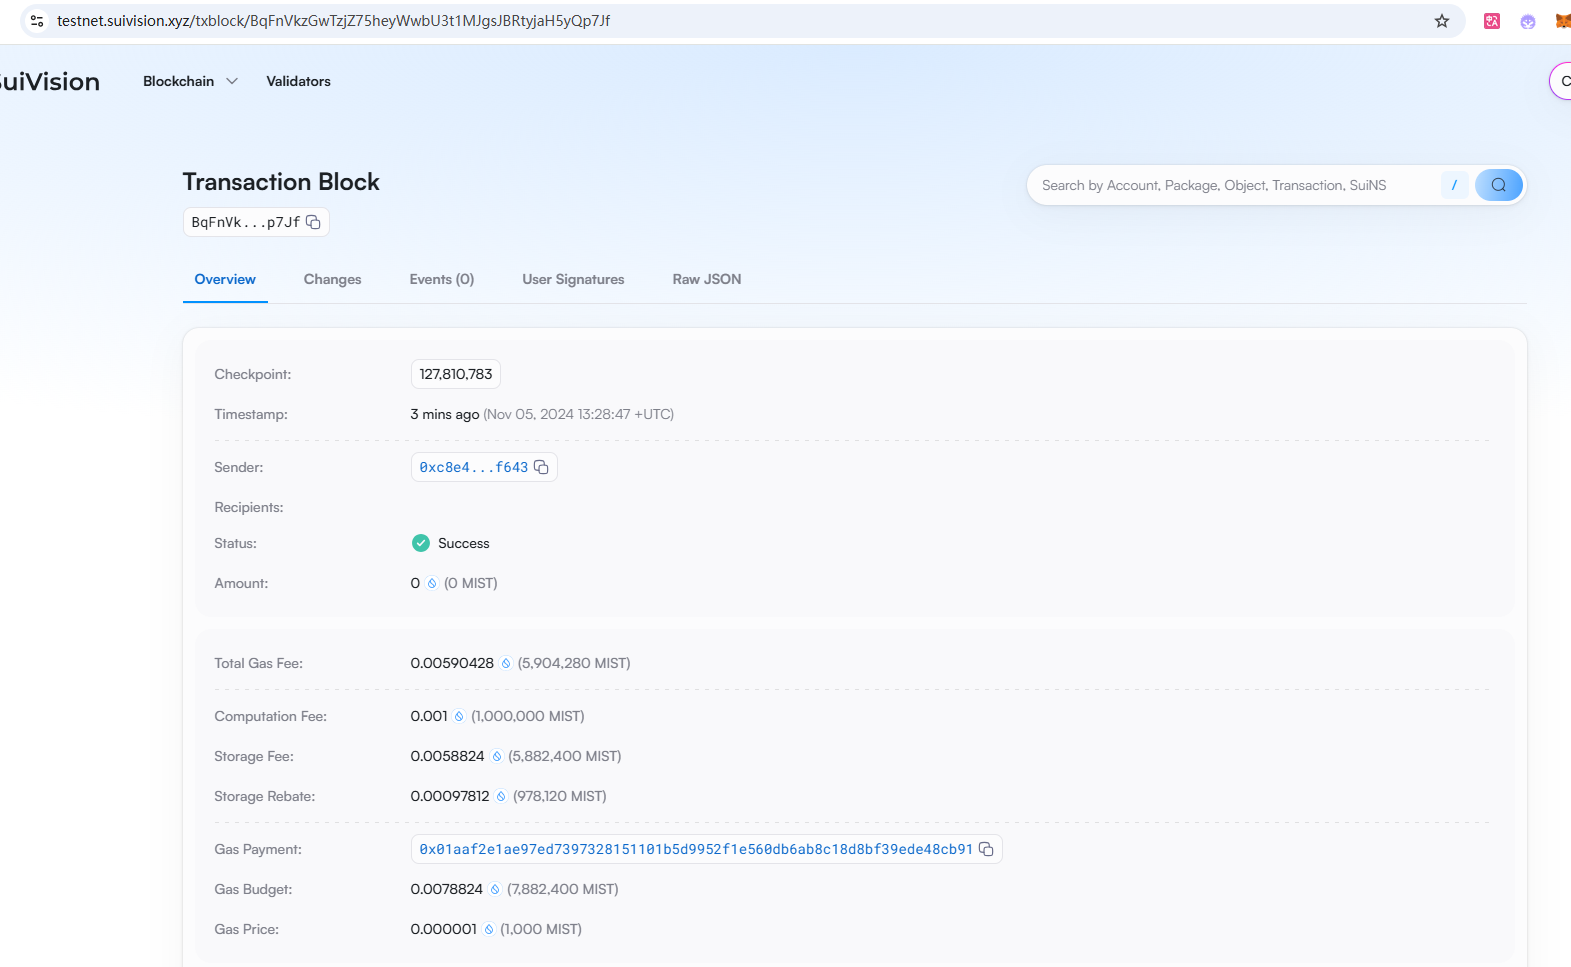 testnet.suivision.xyz/txblock/BqFnVkzGwTzjZ75heyWwbU3t1MJgsJBRtyjaH5yQp7Jf
uiVision Blockchain Validators C
Transaction Block
Search by Account, Package, Object, Transaction, SuiNS /
BqFnVk...p7Jf
Overview Changes Events (0) User Signatures Raw JSON
Checkpoint: 127,810,783
Timestamp: 3 mins ago (Nov 05, 2024 13:28:47 +UTC)
Sender: 0xc8e4...f643
Recipients:
Status: Success
Amount: 0 (0 MIST)
Total Gas Fee: 0.00590428 (5,904,280 MIST)
Computation Fee: 0.001 (1,000,000 MIST)
Storage Fee: 0.0058824 (5,882,400 MIST)
Storage Rebate: 0.00097812 (978,120 MIST)
Gas Payment: 0x01aaf2e1ae97ed7397328151101b5d9952f1e560db6ab8c18d8bf39ede48cb91
Gas Budget: 0.0078824 (7,882,400 MIST)
Gas Price: 0.000001 (1,000 MIST)